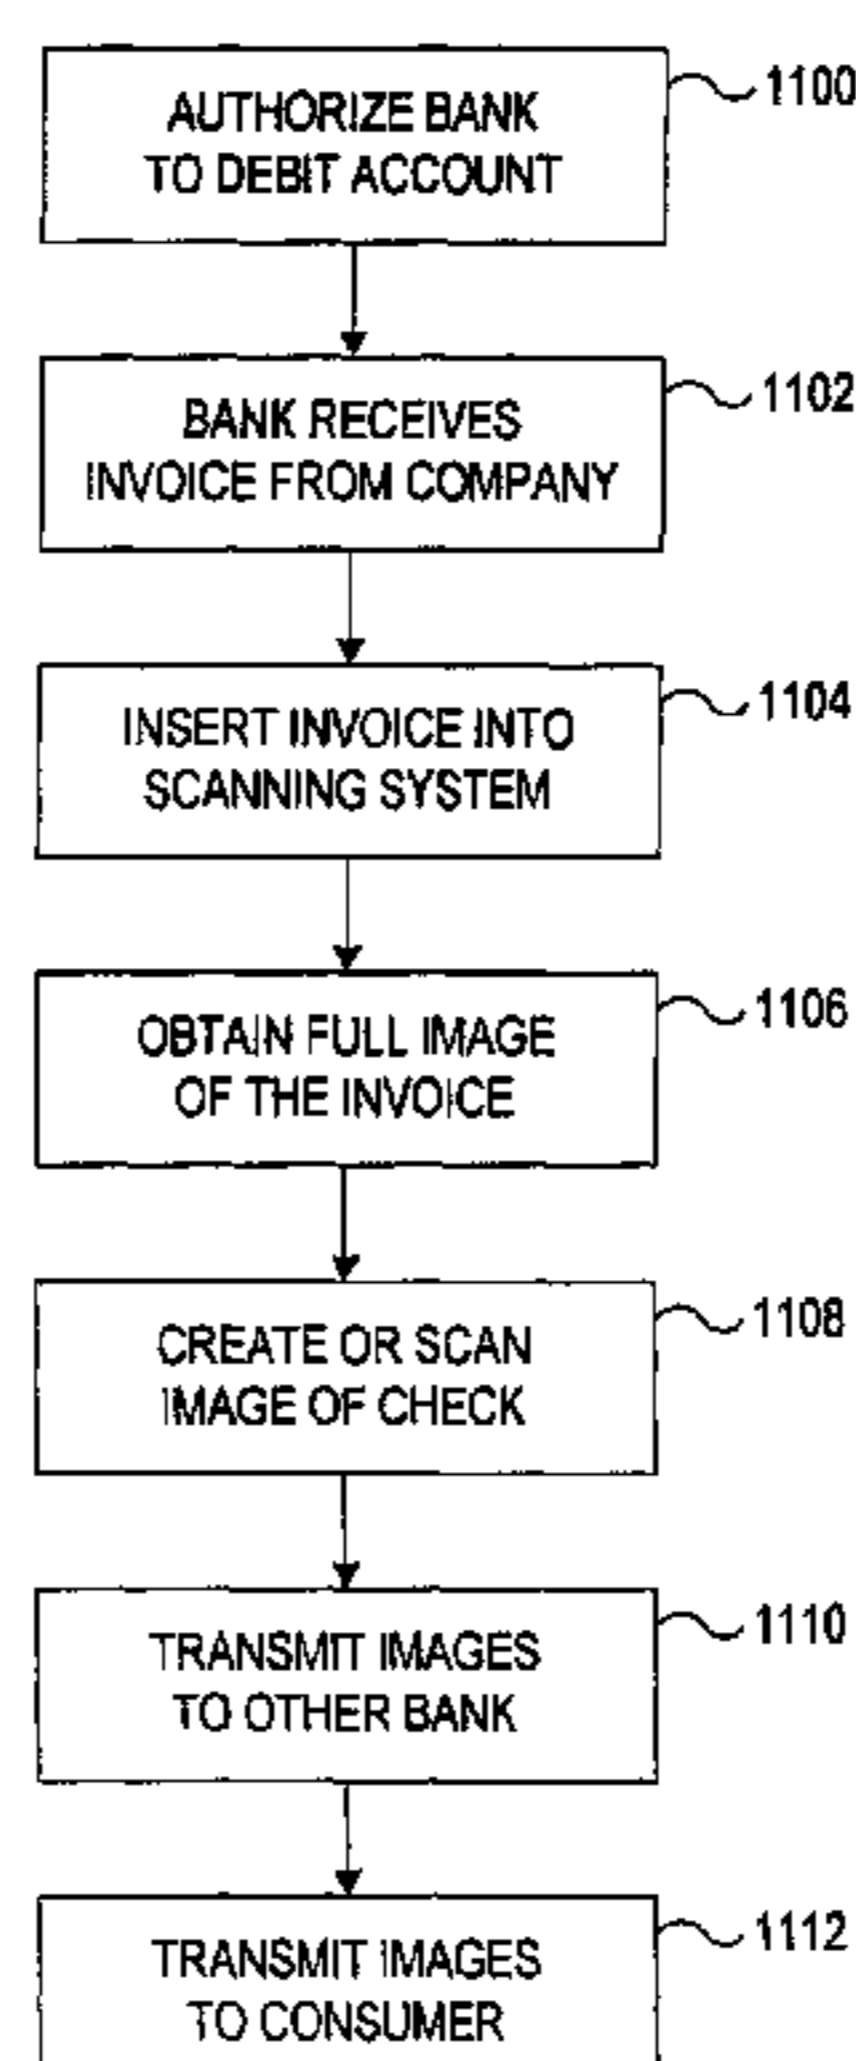 AUTHORIZE BANK
TO DEBIT ACCOUNT
1100
BANK RECEIVES
INVOICE FROM COMPANY
1102
INSERT INVOICE INTO
SCANNING SYSTEM
1104
OBTAIN FULL IMAGE
OF THE INVOICE
1106
CREATE OR SCAN
IMAGE OF CHECK
1108
TRANSMIT IMAGES
TO OTHER BANK
1110
TRANSMIT IMAGES
TO CONSUMER
1112